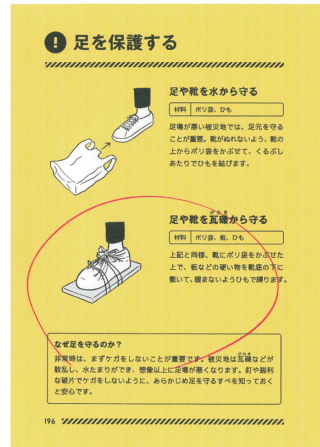 ! 足を保護する
足や靴を水から守る
材料 ポリ袋、ひも
足場が悪い被災地では、足元を守る
ことが重要。靴がぬれないよう、靴の
上からポリ袋をかぶせて、くるぶし
あたりでひもを結びます。
足や靴を瓦礫から守る
がれき
材料 ポリ袋、板、ひも
上記と同様、靴にポリ袋をかぶせた
上で、板などの硬い物を靴底の下に
敷いて、緩まないようひもで縛ります。
なぜ足を守るのか?
非常時は、まずケガをしないことが重要です。被災地は瓦礫などが
がれき
散乱し、水たまりができ、想像以上に足場が悪くなります。釘や鋭利
な破片でケガをしないように、あらかじめ足を守るすべを知っておく
と安心です。
196